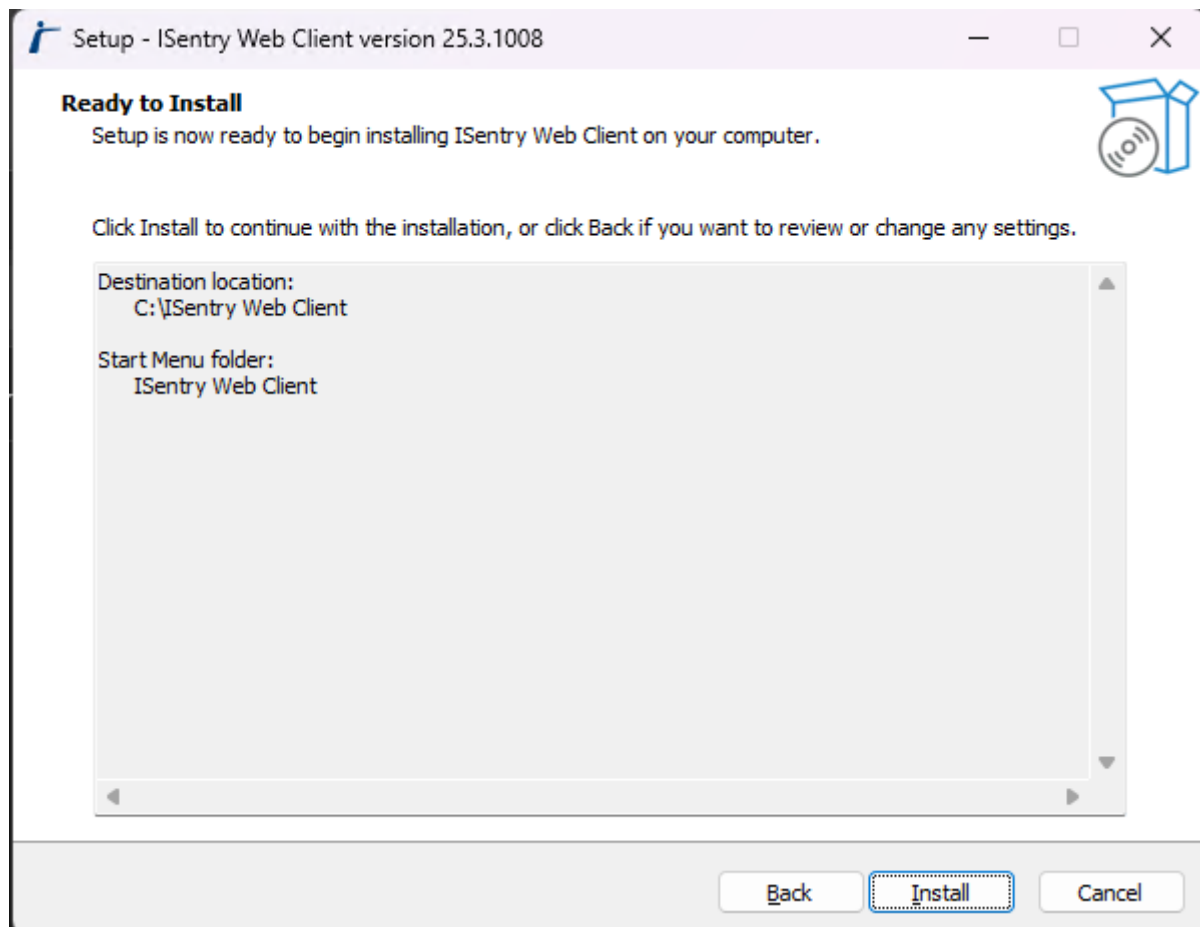 Setup - ISentry Web Client version 25.3.1008
Ready to Install
Setup is now ready to begin installing ISentry Web Client on your computer.
Click Install to continue with the installation, or click Back if you want to review or change any settings.
Destination location:
C:\ISentry Web Client
Start Menu folder:
ISentry Web Client
Back Install Cancel